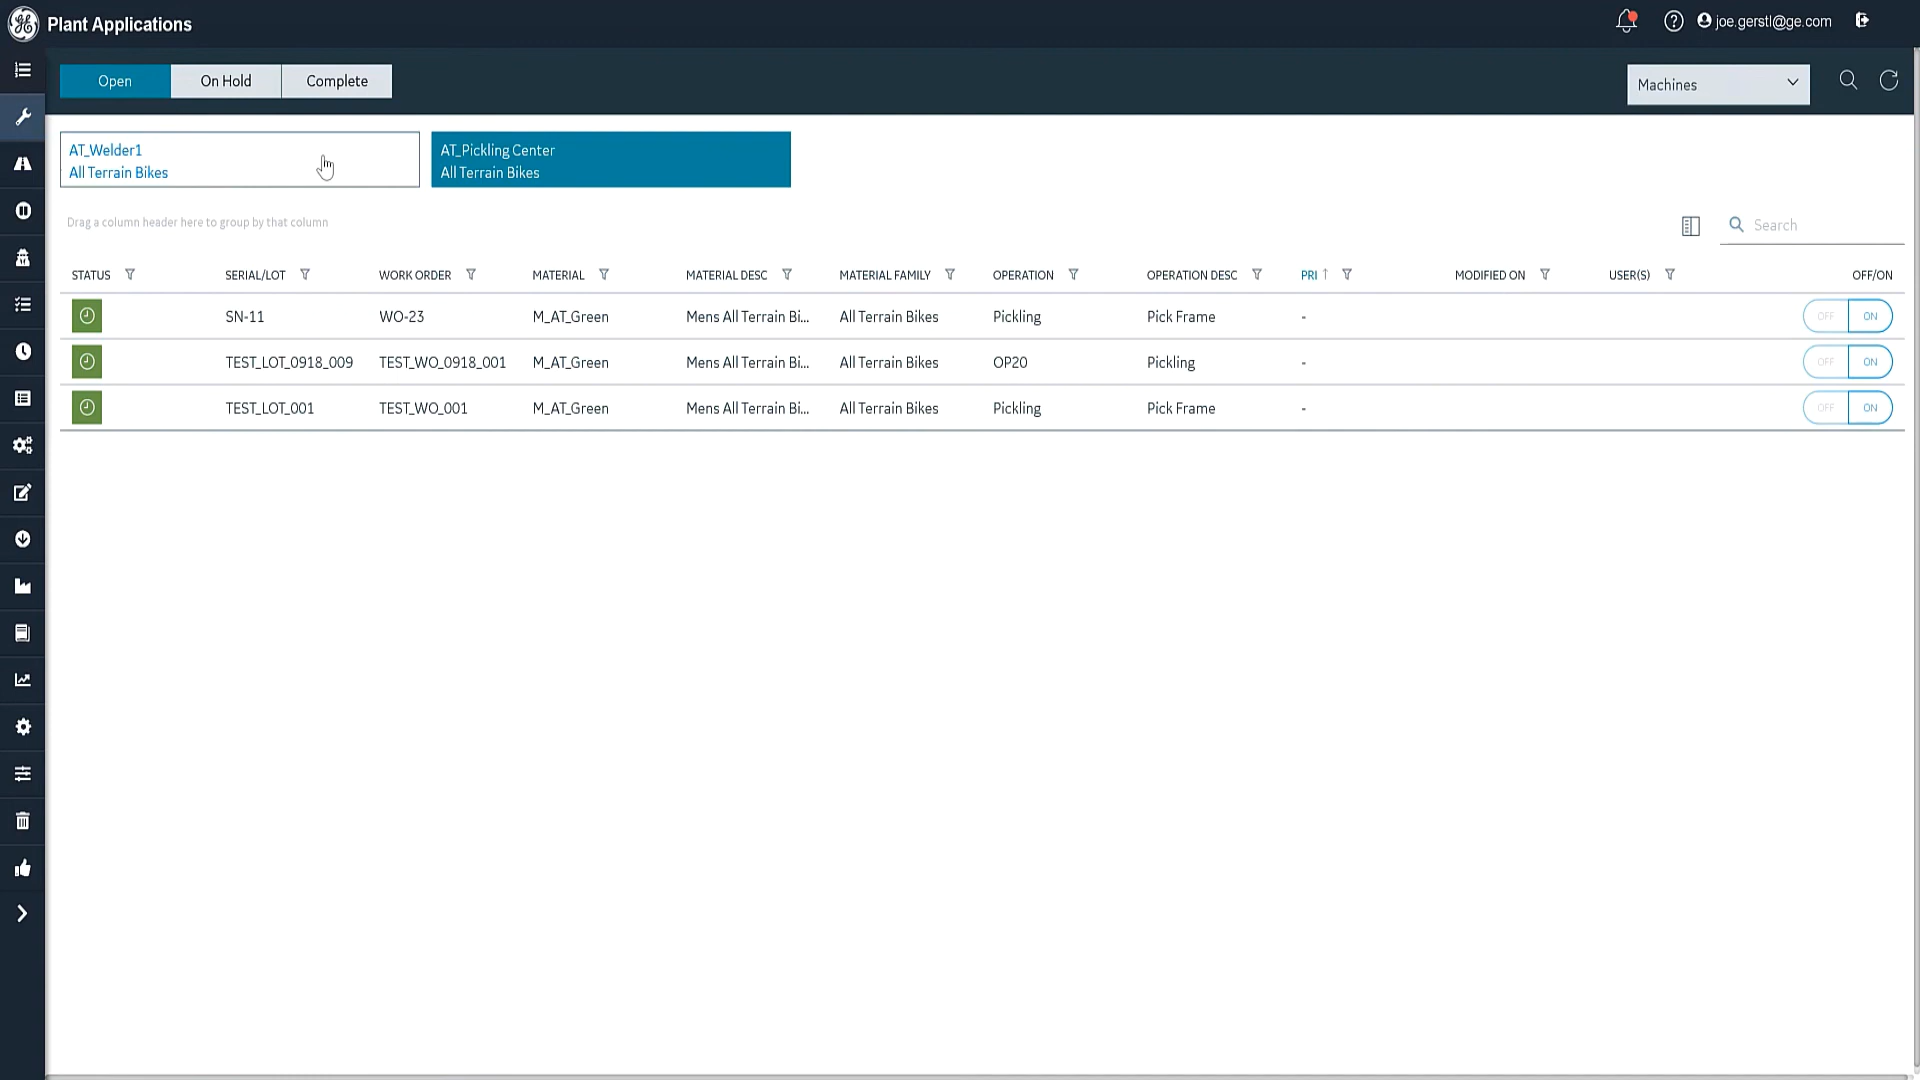 Plant Applications
joe.gerstl@ge.com
Open
On Hold
Complete
Machines
AT_Welder1
All Terrain Bikes
AT_Pickling Center
All Terrain Bikes
Drag a column header here to group by that column
Search
STATUS SERIAL/LOT WORK ORDER MATERIAL MATERIAL DESC MATERIAL FAMILY OPERATION OPERATION DESC PRI ↑ MODIFIED ON USER(S) OFF/ON
SN-11 WO-23 M_AT_Green Mens All Terrain Bi... All Terrain Bikes Pickling Pick Frame - OFF ON
TEST_LOT_0918_009 TEST_WO_0918_001 M_AT_Green Mens All Terrain Bi... All Terrain Bikes OP20 Pickling - OFF ON
TEST_LOT_001 TEST_WO_001 M_AT_Green Mens All Terrain Bi... All Terrain Bikes Pickling Pick Frame - OFF ON